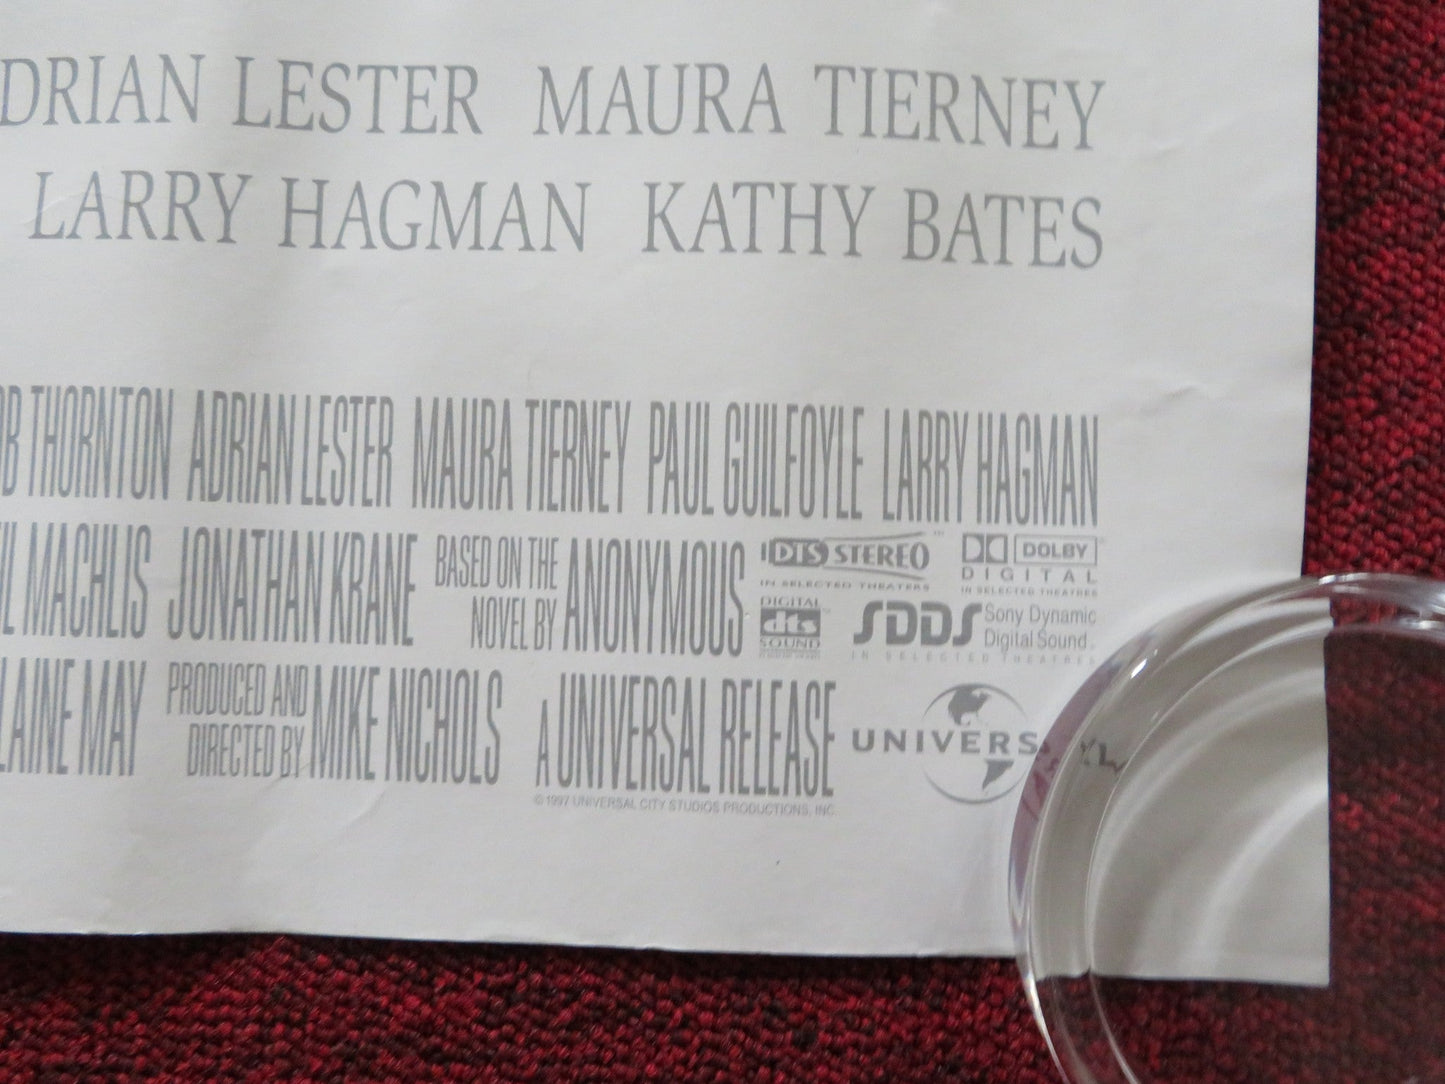 DRIAN LESTER MAURA TIERNEY
LARRY HAGMAN KATHY BATES
OB THORNTON ADRIAN LESTER MAURA TIERNEY PAUL GUILFOYLE LARRY HAGMAN
IL MACHLIS JONATHAN KRANE BASED ON THE NOVEL BY ANONYMOUS
DTS STEREO
IN SELECTED THEATERS
DOLBY
DIGITAL
IN SELECTED THEATRES
DIGITAL
dts
SOUND
SDDS Sony Dynamic
Digital Sound
IN SELECTED THEATRES
LAINE MAY PRODUCED AND DIRECTED BY MIKE NICHOLS A UNIVERSAL RELEASE
UNIVERS
© 1997 UNIVERSAL CITY STUDIOS PRODUCTIONS, INC.